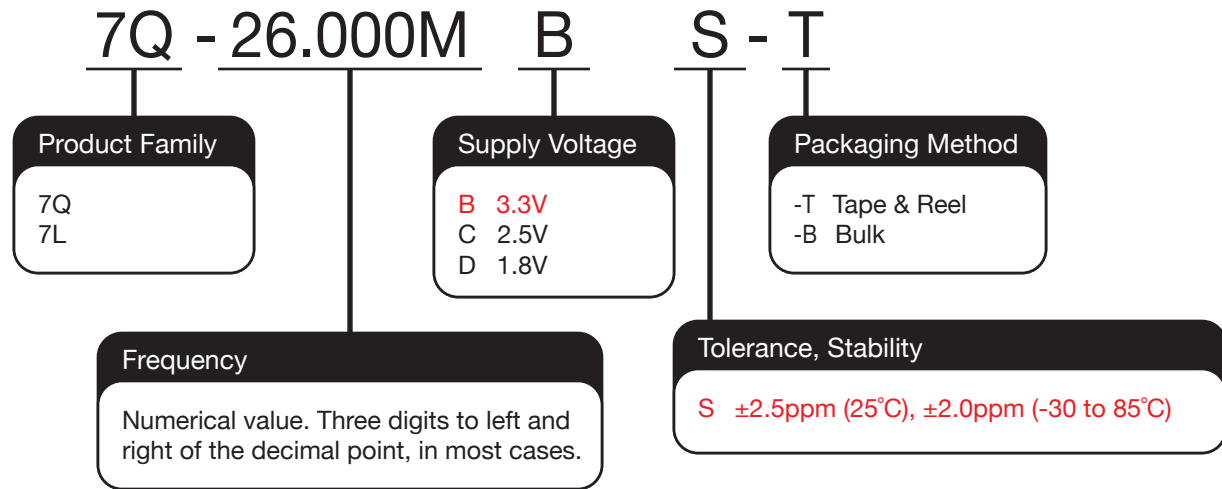 7Q - 26.000M B S - T
Product Family
7Q
7L
Supply Voltage
B 3.3V
C 2.5V
D 1.8V
Packaging Method
-T Tape & Reel
-B Bulk
Frequency
Numerical value. Three digits to left and
right of the decimal point, in most cases.
Tolerance, Stability
S ±2.5ppm (25°C), ±2.0ppm (-30 to 85°C)